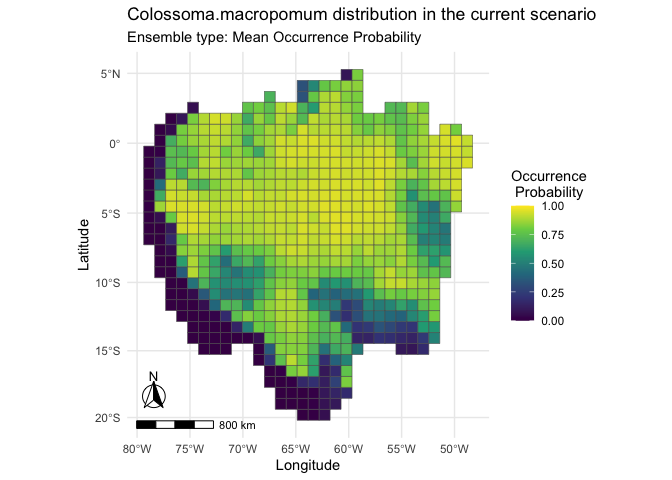 Colossoma.macropomum distribution in the current scenario
Ensemble type: Mean Occurrence Probability
5°N
0°
5°S
10°S
15°S
20°S
Latitude
N
800 km
80°W 75°W 70°W 65°W 60°W 55°W 50°W
Longitude
Occurrence
Probability
1.00
0.75
0.50
0.25
0.00